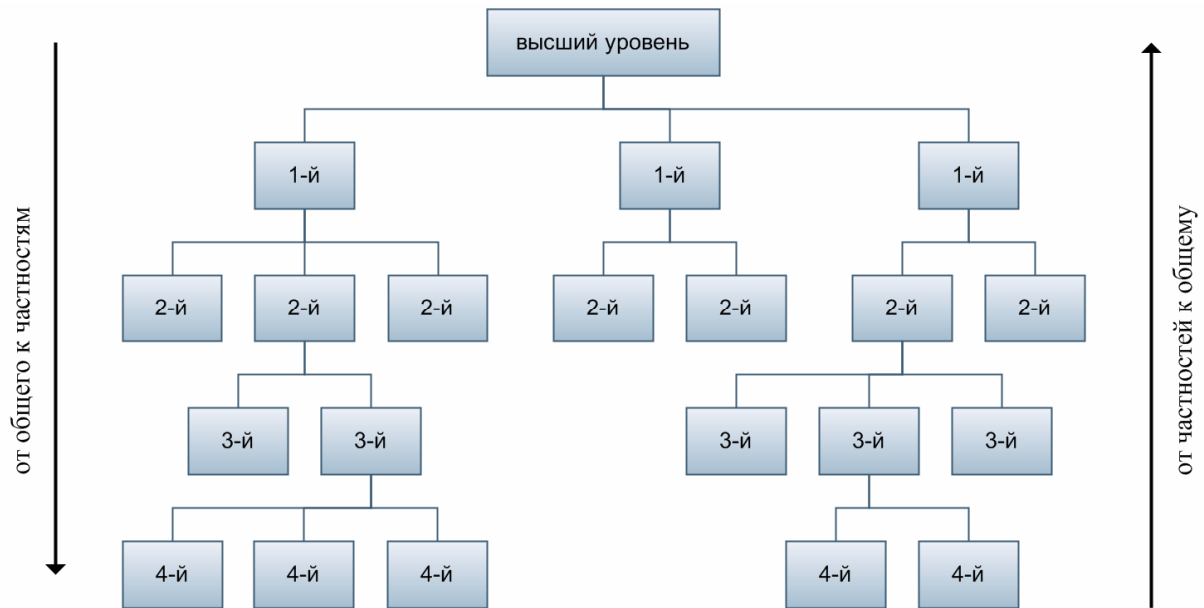 высший уровень
от общего к частностям
от частностей к общему
1-й
1-й
1-й
2-й
2-й
2-й
2-й
2-й
2-й
2-й
3-й
3-й
3-й
3-й
3-й
4-й
4-й
4-й
4-й
4-й